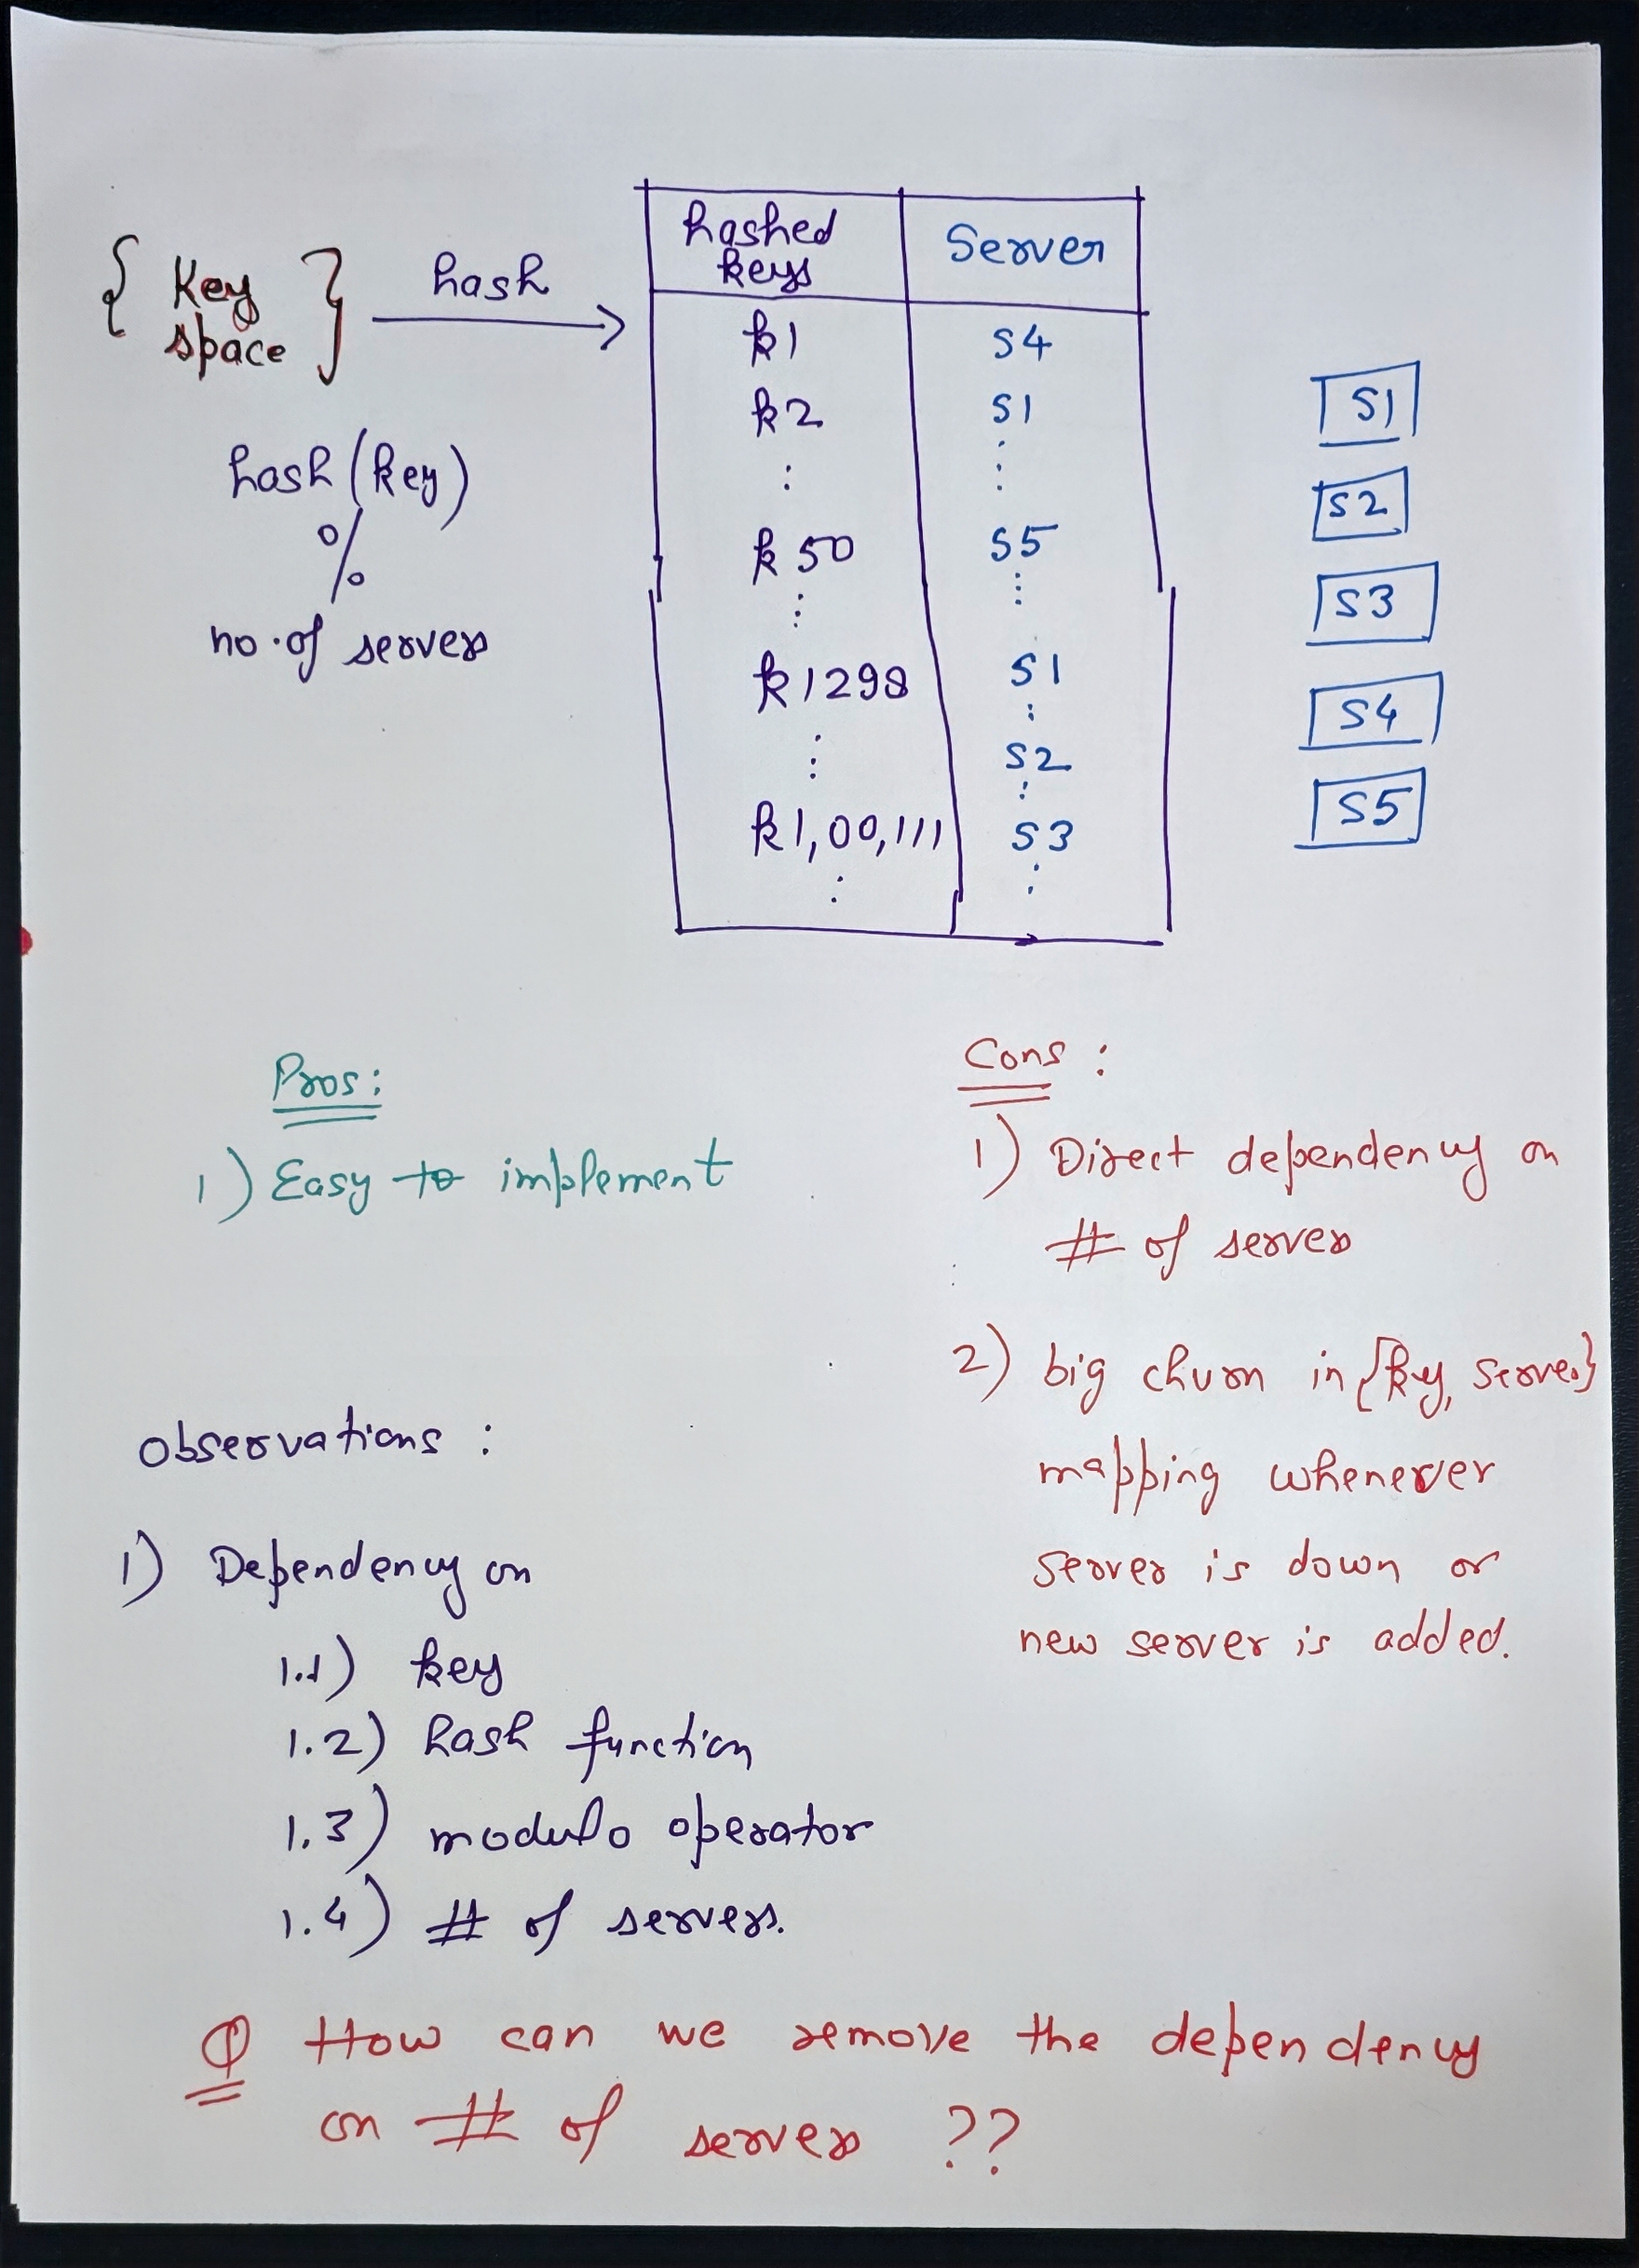 { Key space } hash →
hash (key)
%
no. of server
hashed keys | Server
k1 S4
k2 S1
: :
k50 S5
: :
k1298 S1
: :
S2
:
k1,00,111 S3
: :
S1
S2
S3
S4
S5
Pros:
1) Easy to implement
Cons:
1) Direct dependency on
# of server
2) big churn in {key, server}
mapping whenever
server is down or
new server is added.
Observations:
1) Dependency on
1.1) key
1.2) hash function
1.3) modulo operator
1.4) # of servers.
Q How can we remove the dependency
on # of server ??